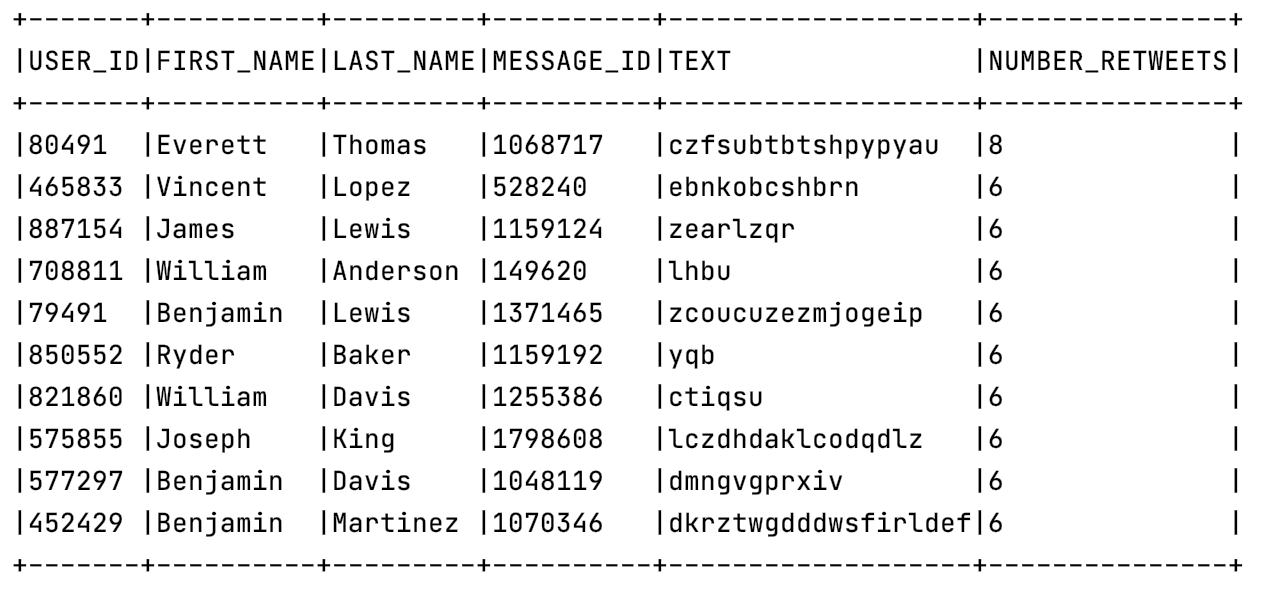 +-------+----------+---------+----------+-------------------+---------------+
|USER_ID|FIRST_NAME|LAST_NAME|MESSAGE_ID|TEXT               |NUMBER_RETWEETS|
+-------+----------+---------+----------+-------------------+---------------+
|80491  |Everett   |Thomas   |1068717   |czfsubtbtshpypyau  |8              |
|465833 |Vincent   |Lopez    |528240    |ebnkobcshbrn       |6              |
|887154 |James     |Lewis    |1159124   |zearlzqr           |6              |
|708811 |William   |Anderson |149620    |lhbu               |6              |
|79491  |Benjamin  |Lewis    |1371465   |zcoucuzezmjogeip   |6              |
|850552 |Ryder     |Baker    |1159192   |yqb                |6              |
|821860 |William   |Davis    |1255386   |ctiqsu             |6              |
|575855 |Joseph    |King     |1798608   |lczdhdaklcodqdlz   |6              |
|577297 |Benjamin  |Davis    |1048119   |dmngvgprxiv        |6              |
|452429 |Benjamin  |Martinez |1070346   |dkrztwgdddwsfirldef|6              |
+-------+----------+---------+----------+-------------------+---------------+